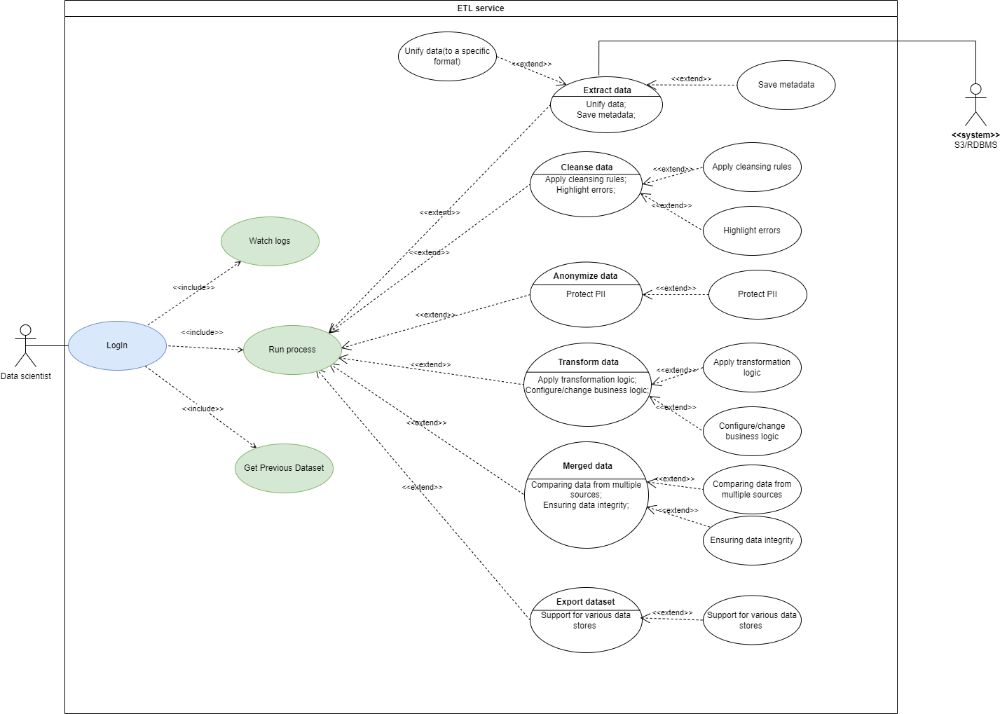 ETL service
Unify data(to a specific
format)
<<extend>>
<<extend>>
Save metadata
Extract data
Unify data;
Save metadata;
<<system>>
S3/RDBMS
Cleanse data
Apply cleansing rules;
Highlight errors;
<<extend>>
Apply cleansing rules
<<extend>>
Highlight errors
<<extend>>
<<extend>>
Watch logs
<<include>>
Anonymize data
Protect PII
<<extend>>
Protect PII
<<extend>>
<<include>>
LogIn
Run process
Data scientist
Transform data
Apply transformation logic;
Configure/change business logic;
<<extend>>
Apply transformation
logic
<<extend>>
<<extend>>
Configure/change
business logic
<<include>>
<<extend>>
Get Previous Dataset
Merged data
Comparing data from multiple
sources;
Ensuring data integrity;
<<extend>>
Comparing data from
multiple sources
<<extend>>
<<extend>>
Ensuring data integrity
Export dataset
Support for various data
stores
<<extend>>
Support for various data
stores